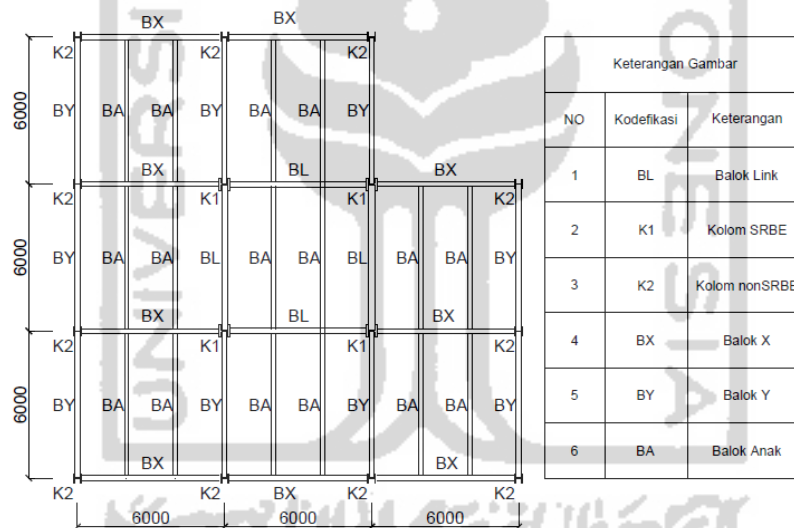 BX BX
K2 K2 K2
6000 BY BA BA BY BA BA BY
BX BL BX
K2 K1 K1 K2
6000 BY BA BA BL BA BA BL BA BA BY
BX BL BX
K2 K1 K1 K2
6000 BY BA BA BY BA BA BY BA BA BY
BX BX
K2 K2 BX K2 K2
6000 6000 6000
Keterangan Gambar
NO Kodefikasi Keterangan
1 BL Balok Link
2 K1 Kolom SRBE
3 K2 Kolom nonSRBE
4 BX Balok X
5 BY Balok Y
6 BA Balok Anak